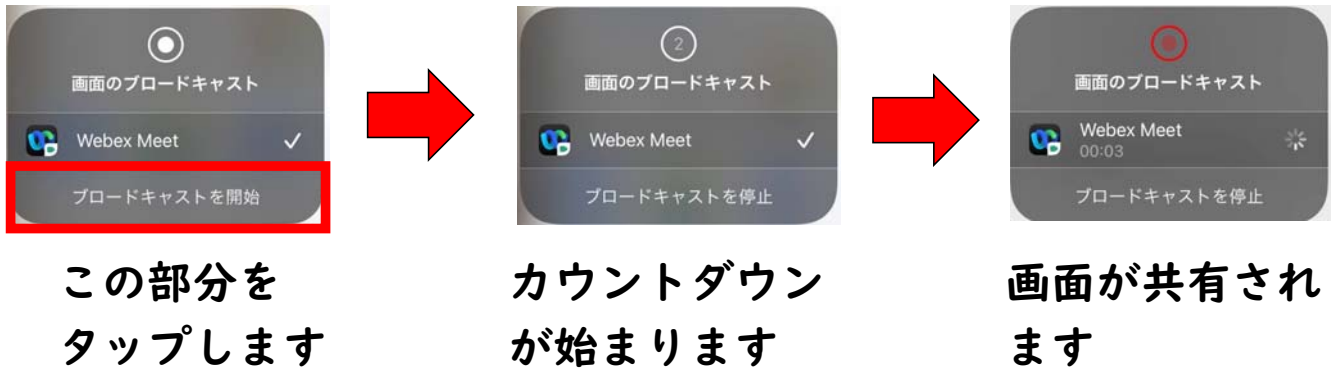 画面のブロードキャスト
Webex Meet
ブロードキャストを開始
この部分を
タップします
2
画面のブロードキャスト
Webex Meet
ブロードキャストを停止
カウントダウン
が始まります
画面のブロードキャスト
Webex Meet
00:03
ブロードキャストを停止
画面が共有され
ます